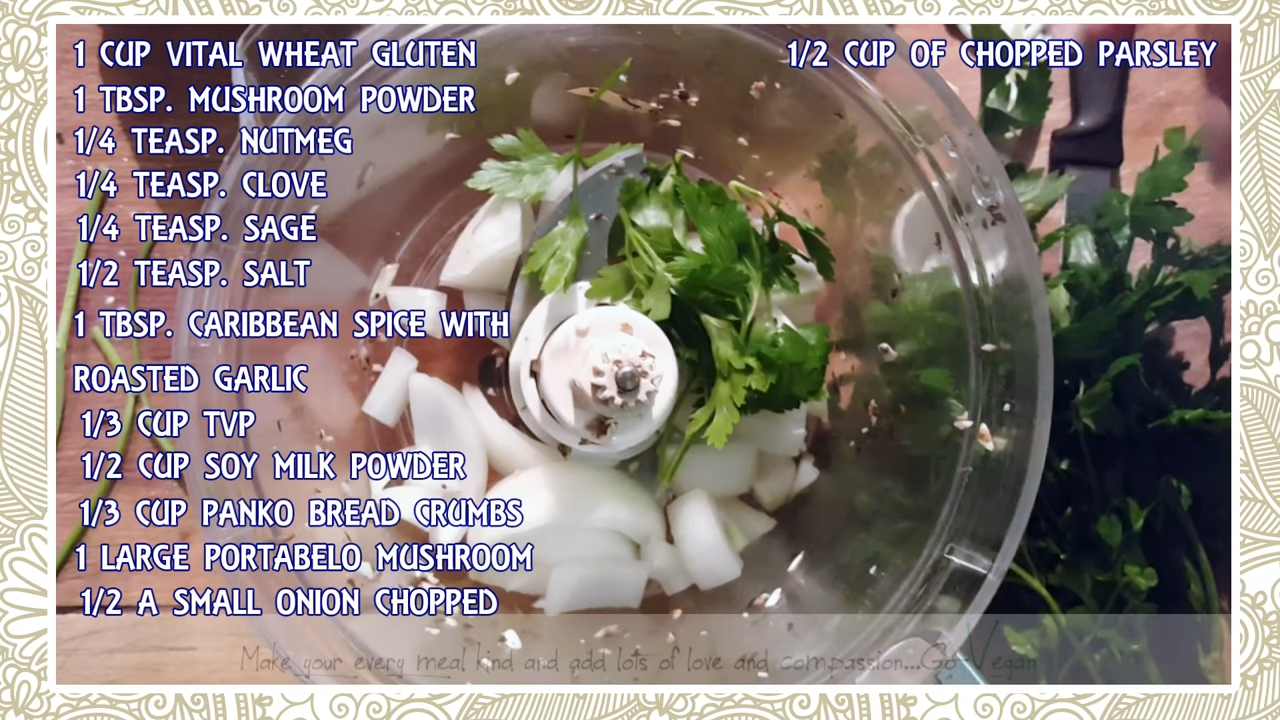 1 CUP VITAL WHEAT GLUTEN
1 TBSP. MUSHROOM POWDER
1/4 TEASP. NUTMEG
1/4 TEASP. CLOVE
1/4 TEASP. SAGE
1/2 TEASP. SALT
1 TBSP. CARIBBEAN SPICE WITH
ROASTED GARLIC
1/3 CUP TVP
1/2 CUP SOY MILK POWDER
1/3 CUP PANKO BREAD CRUMBS
1 LARGE PORTABELO MUSHROOM
1/2 A SMALL ONION CHOPPED
1/2 CUP OF CHOPPED PARSLEY
Make your every meal kind and add lots of love and compassion...Go Vegan